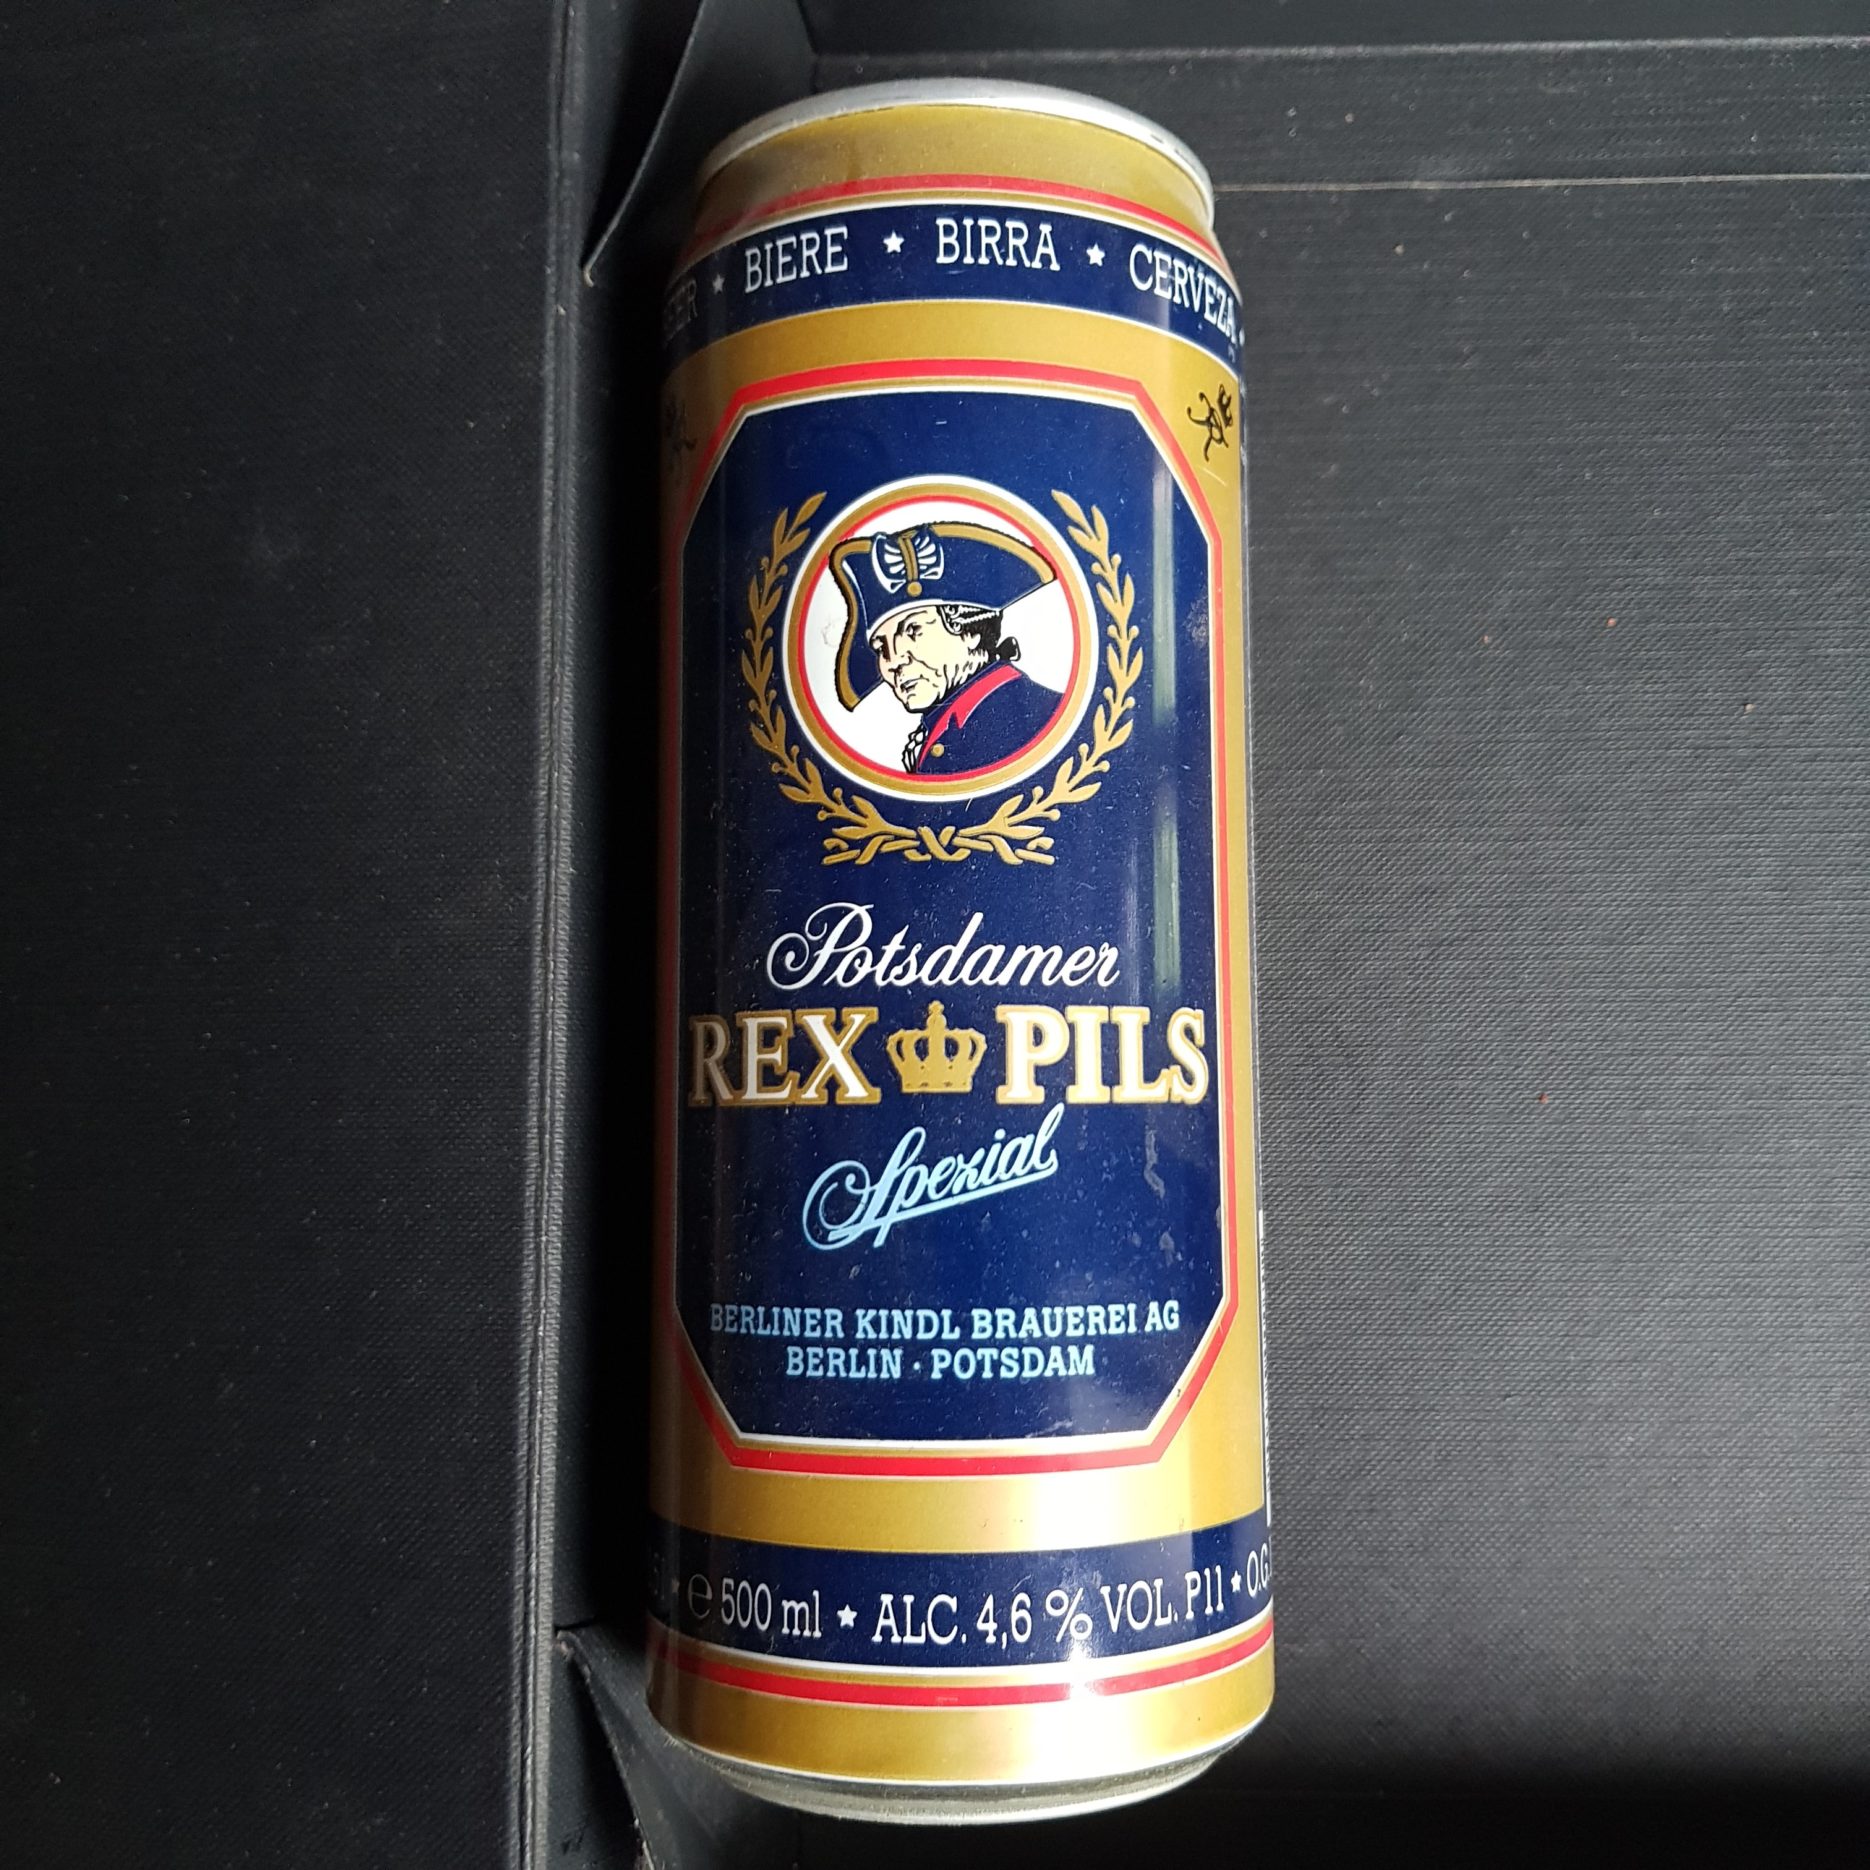 BIERE ★ BIRRA ★ CERVEZA
Potsdamer
REX PILS
Spezial
BERLINER KINDL BRAUEREI AG
BERLIN · POTSDAM
★ e 500 ml ★ ALC. 4,6 % VOL. P11 ★ O.G.